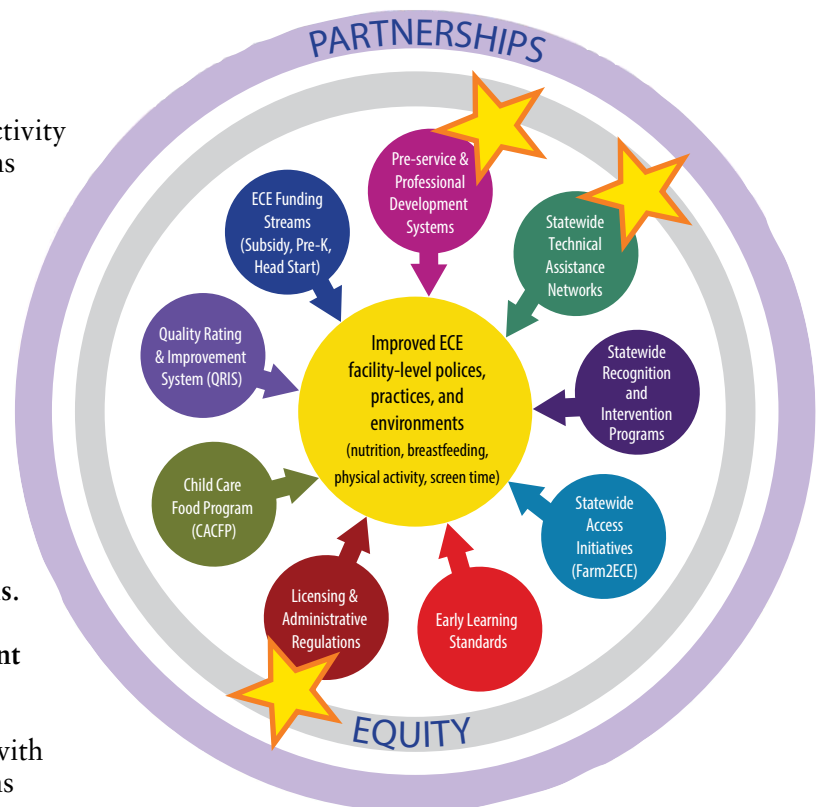 PARTNERSHIPS
ctivity
ns
Pre-service &
Professional
Development
Systems
ECE Funding
Streams
(Subsidy, Pre-K,
Head Start)
Statewide
Technical
Assistance
Networks
Quality Rating
& Improvement
System (QRIS)
Improved ECE
facility-level polices,
practices, and
environments
(nutrition, breastfeeding,
physical activity, screen time)
Statewide
Recognition
and
Intervention
Programs
Child Care
Food Program
(CACFP)
Statewide
Access
Initiatives
(Farm2ECE)
s.
Licensing &
Administrative
Regulations
Early Learning
Standards
nt
EQUITY
with
ns